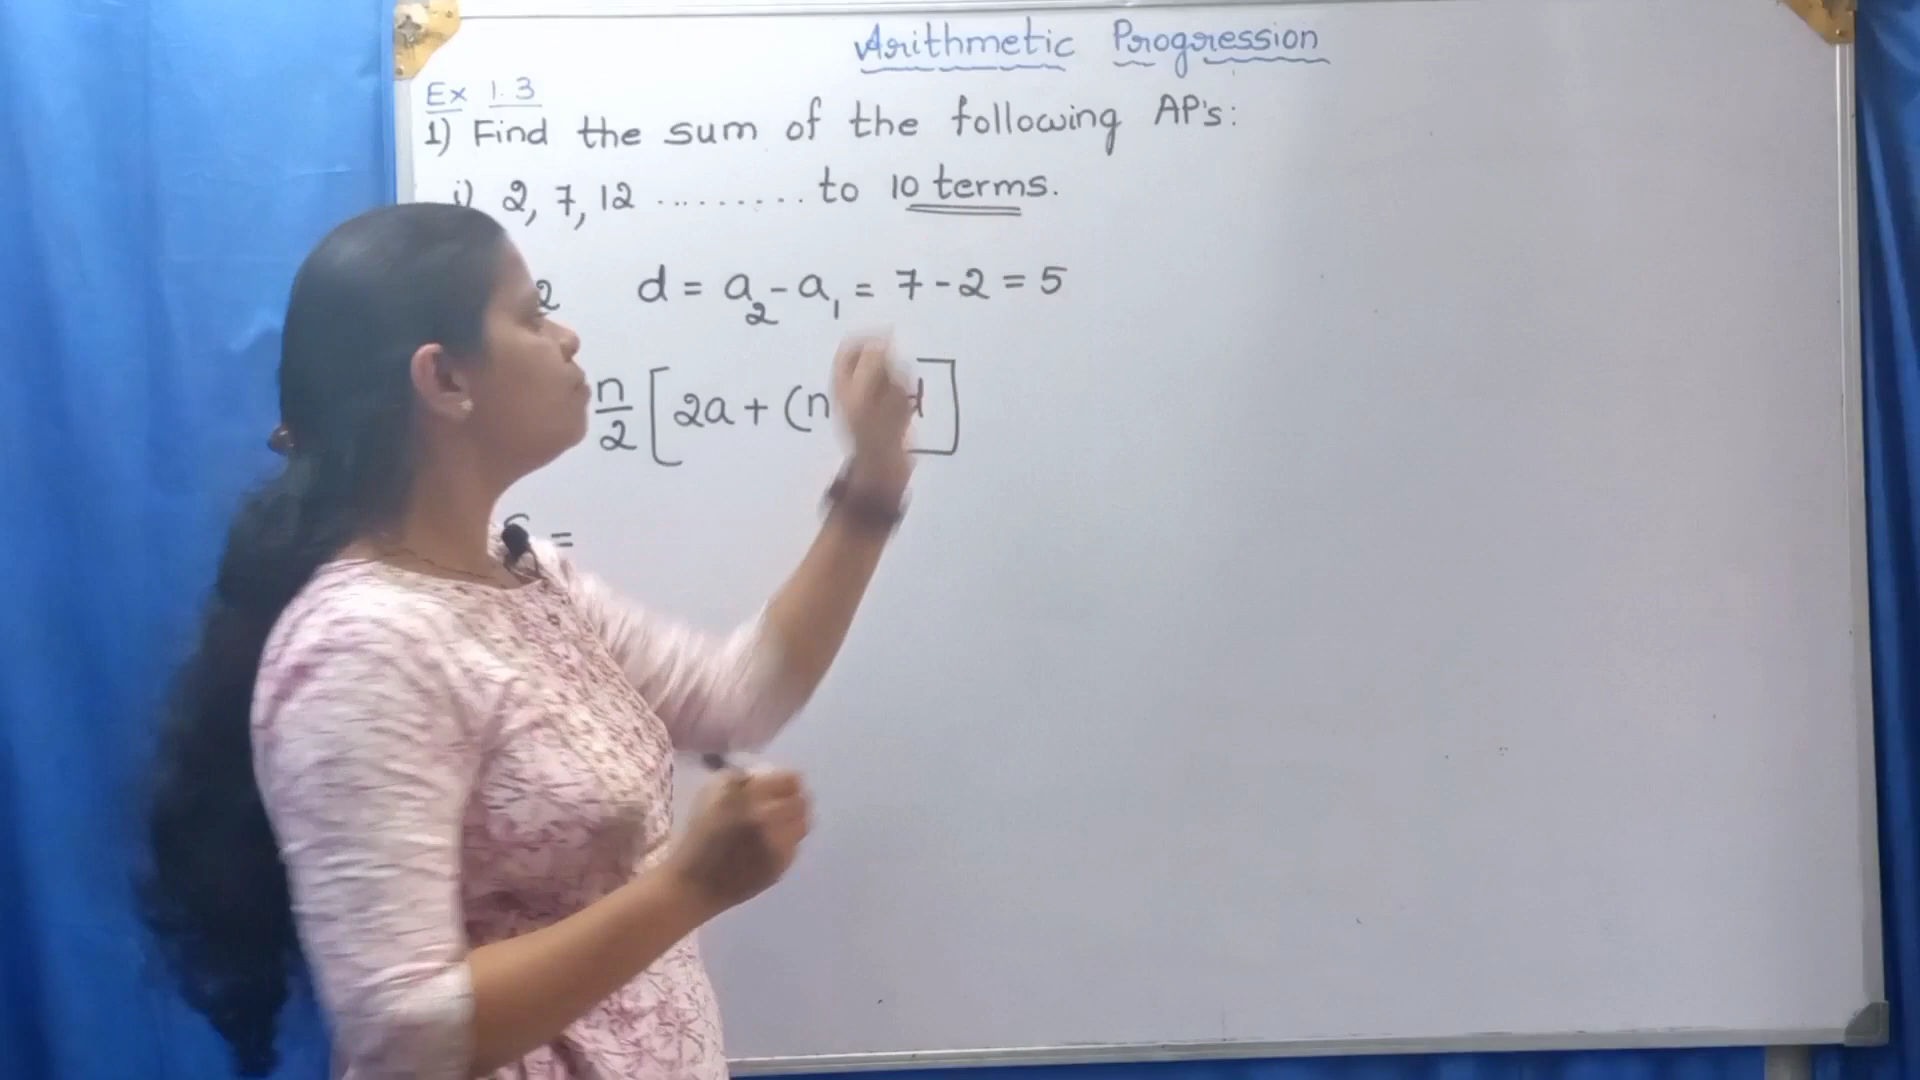 Arithmetic Progression
Ex 1.3
1) Find the sum of the following AP's:
i) 2, 7, 12 ......... to 10 terms.
2 d = a₂ - a₁ = 7 - 2 = 5
n/2 [2a + (n d]
S =